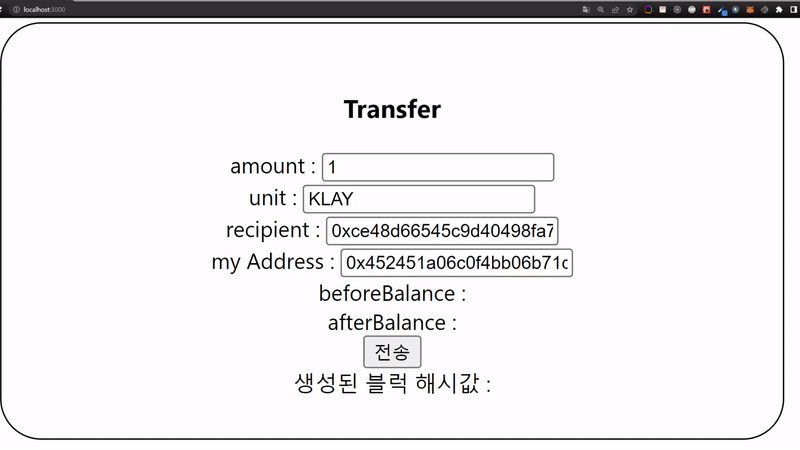 localhost:3000
Transfer
amount : 1
unit : KLAY
recipient : 0xce48d66545c9d40498fa7
my Address : 0x452451a06c0f4bb06b71c
beforeBalance :
afterBalance :
전송
생성된 블럭 해시값 :